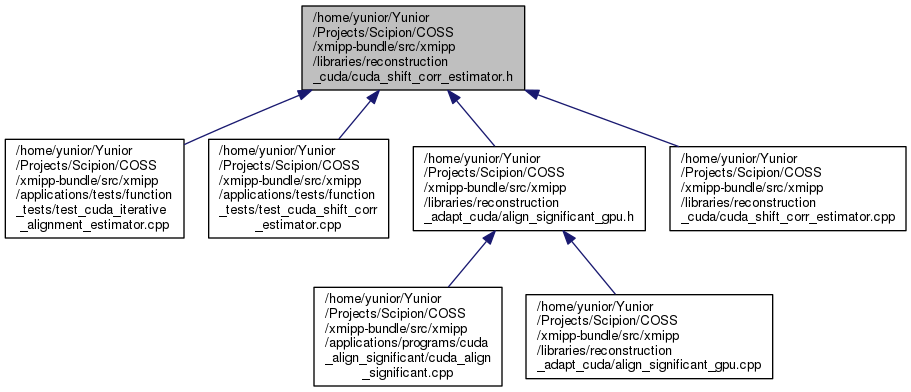 /home/yunior/Yunior
/Projects/Scipion/COSS
/xmipp-bundle/src/xmipp
/libraries/reconstruction
_cuda/cuda_shift_corr_estimator.h
/home/yunior/Yunior
/Projects/Scipion/COSS
/xmipp-bundle/src/xmipp
/applications/tests/function
_tests/test_cuda_iterative
_alignment_estimator.cpp
/home/yunior/Yunior
/Projects/Scipion/COSS
/xmipp-bundle/src/xmipp
/applications/tests/function
_tests/test_cuda_shift_corr
_estimator.cpp
/home/yunior/Yunior
/Projects/Scipion/COSS
/xmipp-bundle/src/xmipp
/libraries/reconstruction
_adapt_cuda/align_significant_gpu.h
/home/yunior/Yunior
/Projects/Scipion/COSS
/xmipp-bundle/src/xmipp
/libraries/reconstruction
_cuda/cuda_shift_corr_estimator.cpp
/home/yunior/Yunior
/Projects/Scipion/COSS
/xmipp-bundle/src/xmipp
/applications/programs/cuda
_align_significant/cuda_align
_significant.cpp
/home/yunior/Yunior
/Projects/Scipion/COSS
/xmipp-bundle/src/xmipp
/libraries/reconstruction
_adapt_cuda/align_significant_gpu.cpp